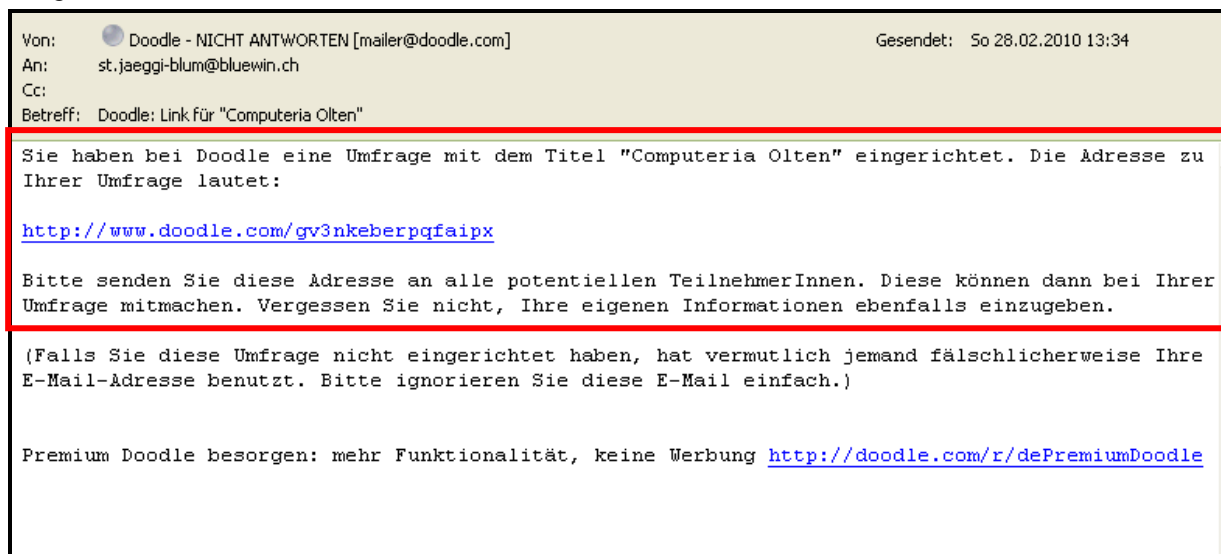 Von: Doodle - NICHT ANTWORTEN [mailer@doodle.com] Gesendet: So 28.02.2010 13:34
An: st.jaeggi-blum@bluewin.ch
Cc:
Betreff: Doodle: Link für "Computeria Olten"
Sie haben bei Doodle eine Umfrage mit dem Titel "Computeria Olten" eingerichtet. Die Adresse zu
Ihrer Umfrage lautet:
http://www.doodle.com/gv3nkeberpqfaipx
Bitte senden Sie diese Adresse an alle potentiellen TeilnehmerInnen. Diese können dann bei Ihrer
Umfrage mitmachen. Vergessen Sie nicht, Ihre eigenen Informationen ebenfalls einzugeben.
(Falls Sie diese Umfrage nicht eingerichtet haben, hat vermutlich jemand fälschlicherweise Ihre
E-Mail-Adresse benutzt. Bitte ignorieren Sie diese E-Mail einfach.)
Premium Doodle besorgen: mehr Funktionalität, keine Werbung http://doodle.com/r/dePremiumDoodle